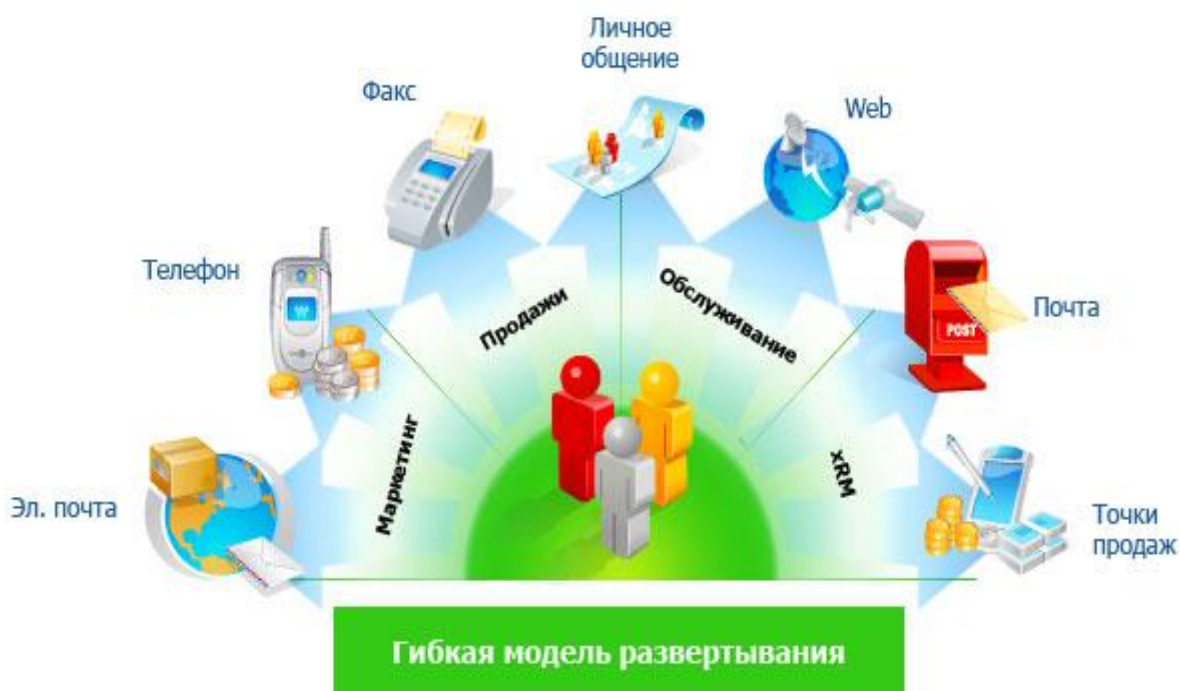 Личное
общение
Факс
Web
Телефон
Продажи
Обслуживание
POST
Почта
Маркетинг
xRM
Эл. почта
Точки
продаж
Гибкая модель развертывания